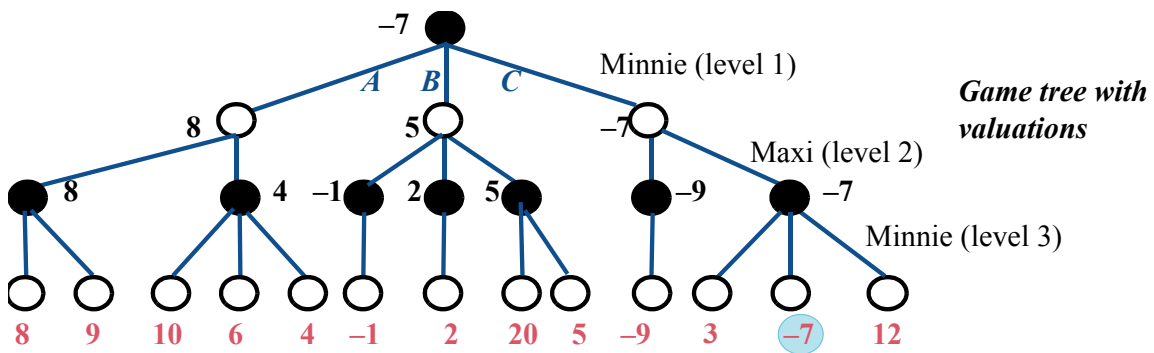 –7
Minnie (level 1)
A B C
Game tree with
valuations
8 5 –7
Maxi (level 2)
8 4 –1 2 5 –9 –7
Minnie (level 3)
8 9 10 6 4 –1 2 20 5 –9 3 –7 12